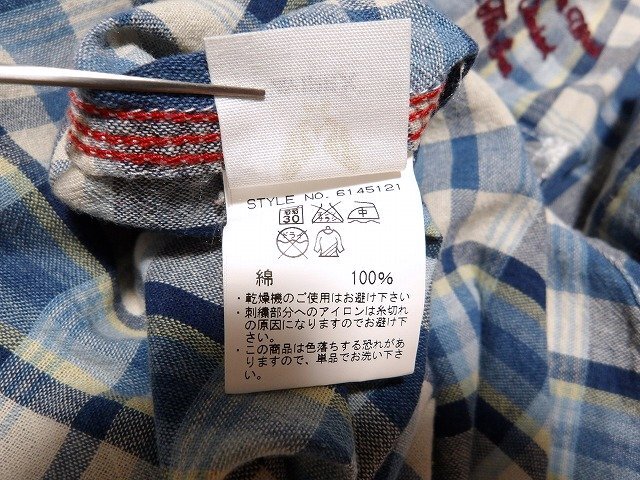 STYLE NO. 6145121
30
中
ドライ
綿 100%
・乾燥機のご使用はお避け下さい
・刺繍部分へのアイロンは糸切れ
の原因になりますのでお避け下
さい。
・この商品は色落ちする恐れがあ
りますので、単品でお洗い下さ
い。